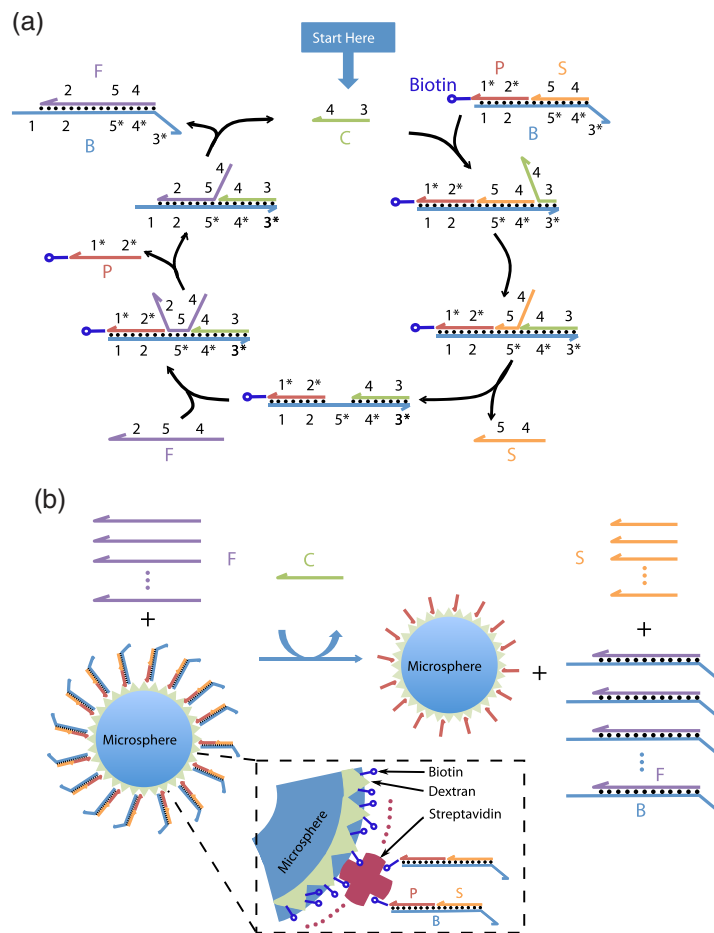 (a)
Start Here
F
2 5 4
1 2 5* 4* 3*
B
4 3
C
Biotin
P S
1* 2* 5 4
1 2 5* 4* 3*
B
4
2 5 4 3
1 2 5* 4* 3*
4
1* 2* 5 4 3
1 2 5* 4* 3*
1* 2*
P
2 4
1* 2* 5 4 3
1 2 5* 4* 3*
4
1* 2* 5 4 3
1 2 5* 4* 3*
1* 2* 4 3
1 2 5* 4* 3*
2 5 4
F
5 4
S
(b)
F
C
S
+
+
Microsphere
+
Microsphere
F
B
Biotin
Dextran
Streptavidin
Microsphere
P S
B